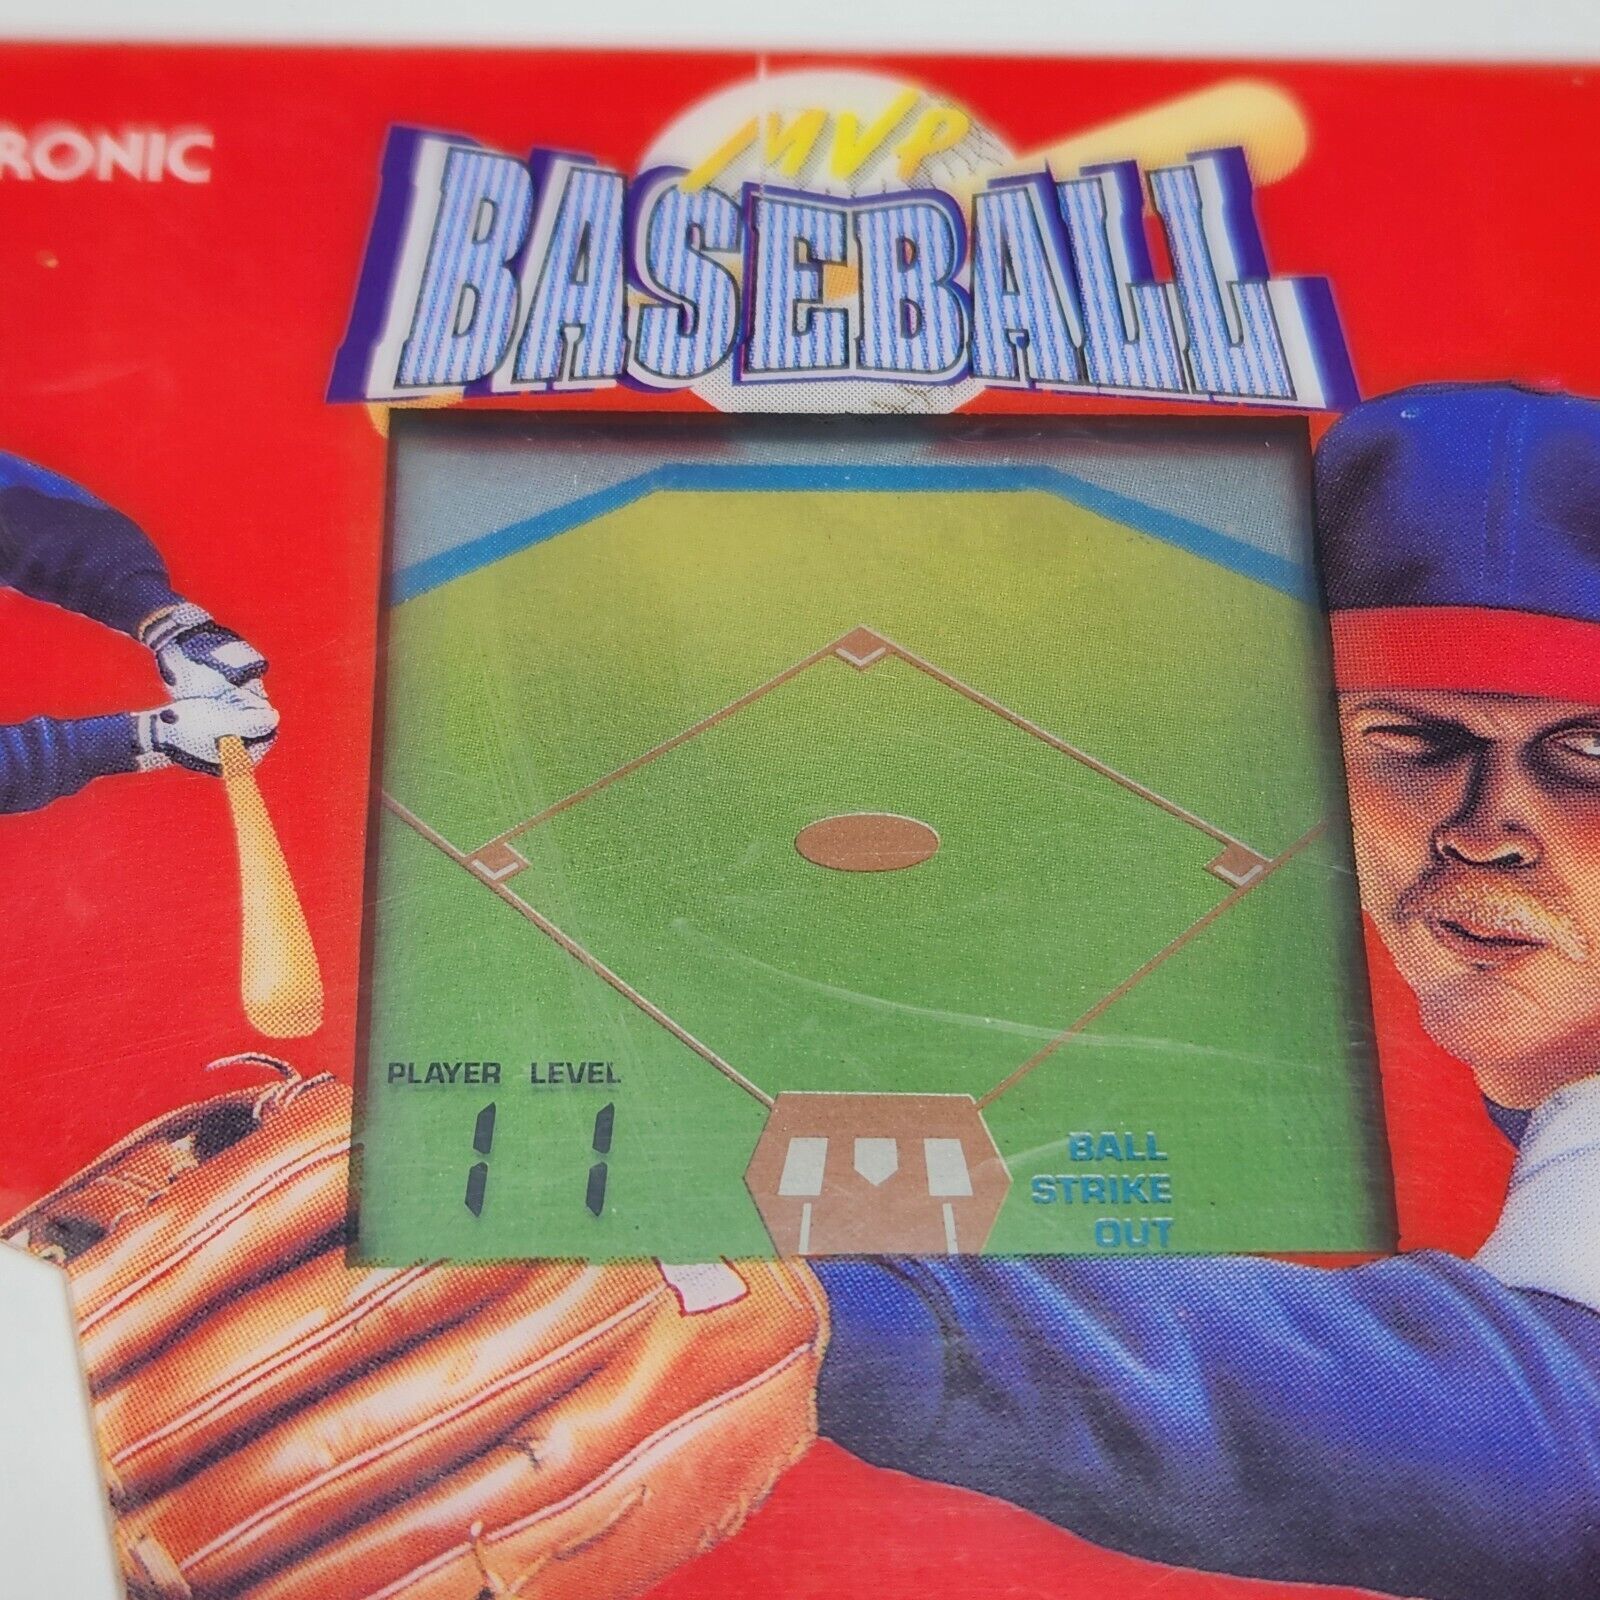 RONIC
MVP
BASEBALL
PLAYER LEVEL
1 1
BALL
STRIKE
OUT